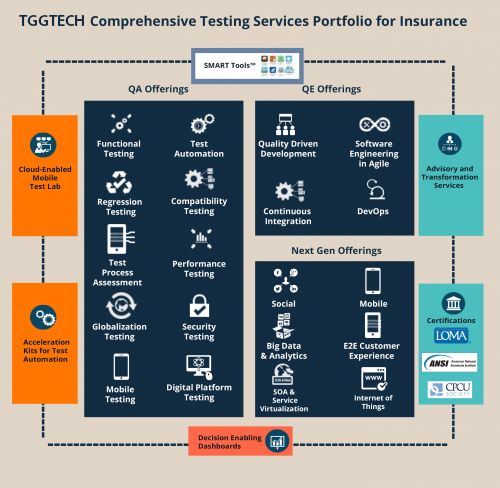 TGGTECH Comprehensive Testing Services Portfolio for Insurance
SMART Tools™
QA Offerings
Functional
Testing
Test
Automation
Regression
Testing
Compatibility
Testing
Test
Process
Assessment
Performance
Testing
Globalization
Testing
Security
Testing
Mobile
Testing
Digital Platform
Testing
QE Offerings
Quality Driven
Development
Software
Engineering
in Agile
Continuous
Integration
DevOps
Next Gen Offerings
Social
Mobile
Big Data
& Analytics
E2E Customer
Experience
SOA &
Service
Virtualization
WWW
Internet of
Things
Cloud-Enabled
Mobile
Test Lab
Acceleration
Kits for Test
Automation
Advisory and
Transformation
Services
Certifications
LOMA
ANSI
American National
Standards Institute
CPCU
SOCIETY
Decision Enabling
Dashboards